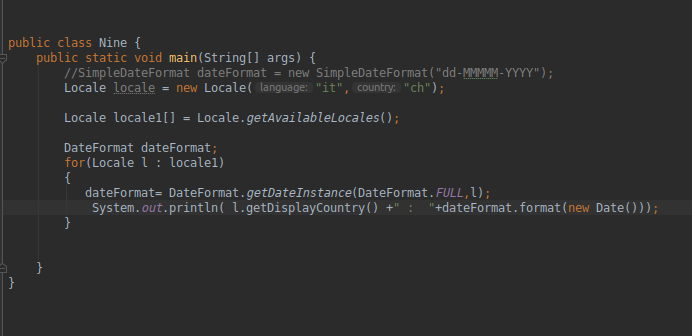 public class Nine {
public static void main(String[] args) {
//SimpleDateFormat dateFormat = new SimpleDateFormat("dd-MMMMM-YYYY");
Locale locale = new Locale( language: "it", country: "ch");
Locale locale1[] = Locale.getAvailableLocales();
DateFormat dateFormat;
for(Locale l : locale1)
{
dateFormat= DateFormat.getDateInstance(DateFormat.FULL,l);
System.out.println( l.getDisplayCountry() +" :  "+dateFormat.format(new Date()));
}
}
}